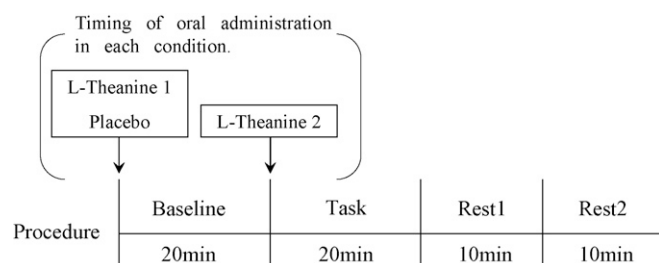 Timing of oral administration
in each condition.
L-Theanine 1
Placebo
L-Theanine 2
Procedure
Baseline
Task
Rest1
Rest2
20min
20min
10min
10min